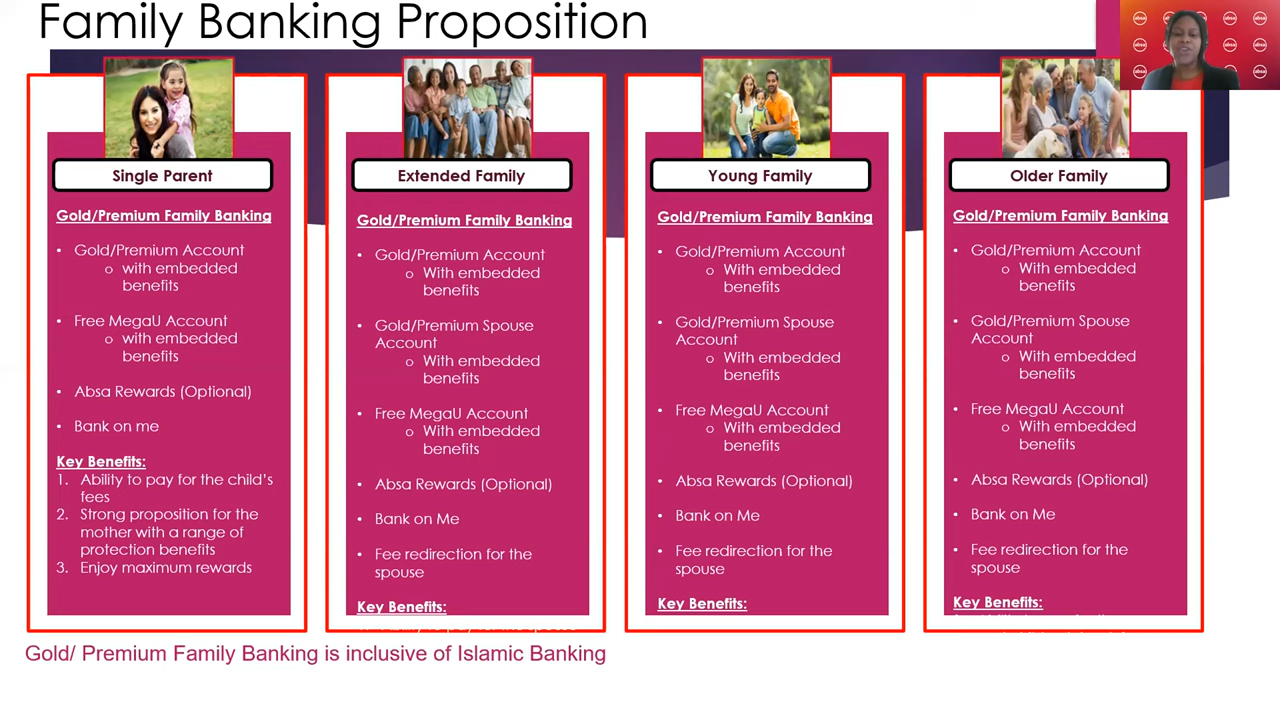 Family Banking Proposition
absa
absa
absa
absa
absa
absa
Single Parent
Gold/Premium Family Banking
• Gold/Premium Account
o with embedded
benefits
• Free MegaU Account
o with embedded
benefits
• Absa Rewards (Optional)
• Bank on me
Key Benefits:
1. Ability to pay for the child's
fees
2. Strong proposition for the
mother with a range of
protection benefits
3. Enjoy maximum rewards
Extended Family
Gold/Premium Family Banking
• Gold/Premium Account
o With embedded
benefits
• Gold/Premium Spouse
Account
o With embedded
benefits
• Free MegaU Account
o With embedded
benefits
• Absa Rewards (Optional)
• Bank on Me
• Fee redirection for the
spouse
Key Benefits:
Young Family
Gold/Premium Family Banking
• Gold/Premium Account
o With embedded
benefits
• Gold/Premium Spouse
Account
o With embedded
benefits
• Free MegaU Account
o With embedded
benefits
• Absa Rewards (Optional)
• Bank on Me
• Fee redirection for the
spouse
Key Benefits:
Older Family
Gold/Premium Family Banking
• Gold/Premium Account
o With embedded
benefits
• Gold/Premium Spouse
Account
o With embedded
benefits
• Free MegaU Account
o With embedded
benefits
• Absa Rewards (Optional)
• Bank on Me
• Fee redirection for the
spouse
Key Benefits:
Gold/ Premium Family Banking is inclusive of Islamic Banking